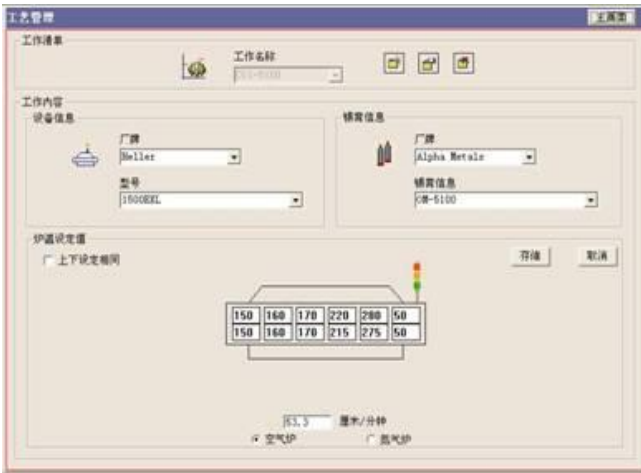 工艺管理
主画面
工作清单
工作名称
工作内容
设备信息
厂牌
Heller
型号
1500EXL
锡膏信息
厂牌
Alpha Metals
锡膏信息
OM-5100
炉温设定值
上下设定相同
存储
取消
150 160 170 220 280 50
150 160 170 215 275 50
63.3 厘米/分钟
空气炉
氮气炉